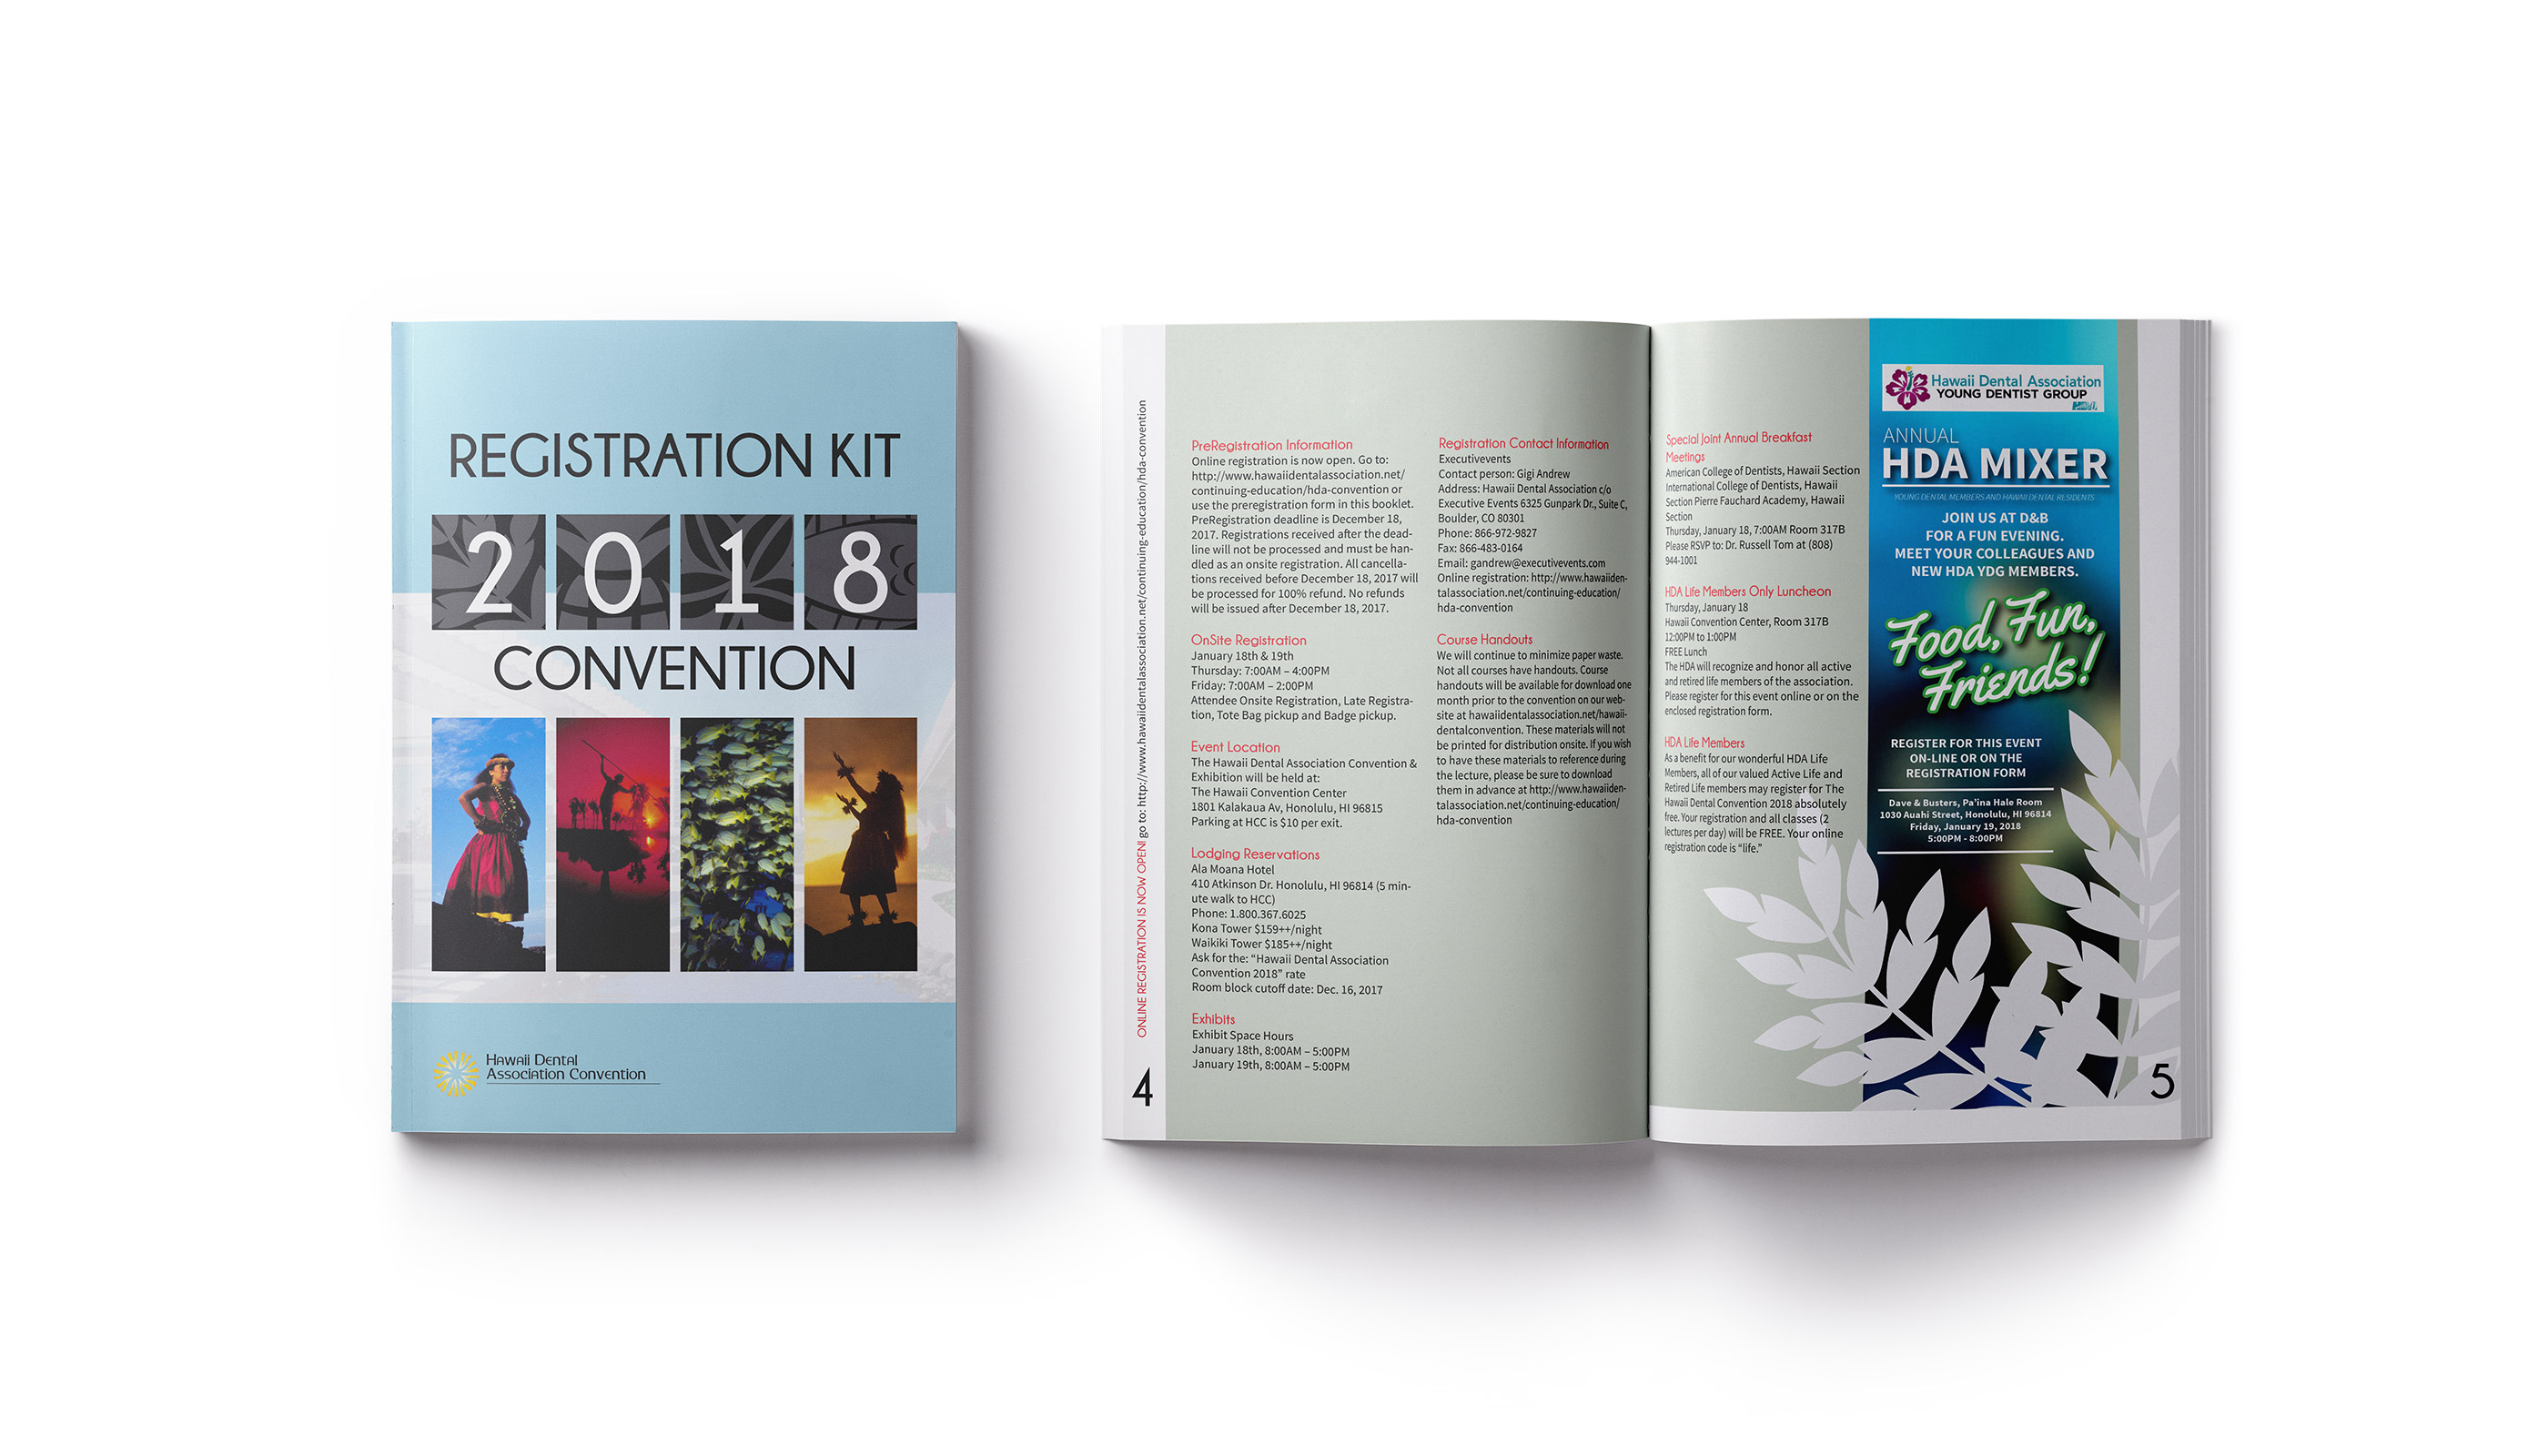 REGISTRATION KIT
2018
CONVENTION
Hawaii Dental
Association Convention
ONLINE REGISTRATION IS NOW OPEN! go to: http://www.hawaiidentalassociation.net/continuing-education/hda-convention
4
PreRegistration Information
Online registration is now open. Go to:
http://www.hawaiidentalassociation.net/
continuing-education/hda-convention or
use the preregistration form in this booklet.
PreRegistration deadline is December 18,
2017. Registrations received after the dead-
line will not be processed and must be han-
dled as an onsite registration. All cancella-
tions received before December 18, 2017 will
be processed for 100% refund. No refunds
will be issued after December 18, 2017.
OnSite Registration
January 18th & 19th
Thursday: 7:00AM – 4:00PM
Friday: 7:00AM – 2:00PM
Attendee Onsite Registration, Late Registra-
tion, Tote Bag pickup and Badge pickup.
Event Location
The Hawaii Dental Association Convention &
Exhibition will be held at:
The Hawaii Convention Center
1801 Kalakaua Av, Honolulu, HI 96815
Parking at HCC is $10 per exit.
Lodging Reservations
Ala Moana Hotel
410 Atkinson Dr. Honolulu, HI 96814 (5 min-
ute walk to HCC)
Phone: 1.800.367.6025
Kona Tower $159++/night
Waikiki Tower $185++/night
Ask for the: “Hawaii Dental Association
Convention 2018” rate
Room block cutoff date: Dec. 16, 2017
Exhibits
Exhibit Space Hours
January 18th, 8:00AM – 5:00PM
January 19th, 8:00AM – 5:00PM
Registration Contact Information
Executivevents
Contact person: Gigi Andrew
Address: Hawaii Dental Association c/o
Executive Events 6325 Gunpark Dr., Suite C,
Boulder, CO 80301
Phone: 866-972-9827
Fax: 866-483-0164
Email: gandrew@executivevents.com
Online registration: http://www.hawaiiden-
talassociation.net/continuing-education/
hda-convention
Course Handouts
We will continue to minimize paper waste.
Not all courses have handouts. Course
handouts will be available for download one
month prior to the convention on our web-
site at hawaiidentalassociation.net/hawaii-
dentalconvention. These materials will not
be printed for distribution onsite. If you wish
to have these materials to reference during
the lecture, please be sure to download
them in advance at http://www.hawaiiden-
talassociation.net/continuing-education/
hda-convention
Special Joint Annual Breakfast
Meetings
American College of Dentists, Hawaii Section
International College of Dentists, Hawaii
Section Pierre Fauchard Academy, Hawaii
Section
Thursday, January 18, 7:00AM Room 317B
Please RSVP to: Dr. Russell Tom at (808)
944-1001
HDA Life Members Only Luncheon
Thursday, January 18
Hawaii Convention Center, Room 317B
12:00PM to 1:00PM
FREE Lunch
The HDA will recognize and honor all active
and retired life members of the association.
Please register for this event online or on the
enclosed registration form.
HDA Life Members
As a benefit for our wonderful HDA Life
Members, all of our valued Active Life and
Retired Life members may register for The
Hawaii Dental Convention 2018 absolutely
free. Your registration and all classes (2
lectures per day) will be FREE. Your online
registration code is “life.”
Hawaii Dental Association
YOUNG DENTIST GROUP
ANNUAL
HDA MIXER
YOUNG DENTAL MEMBERS AND HAWAII DENTAL RESIDENTS
JOIN US AT D&B
FOR A FUN EVENING.
MEET YOUR COLLEAGUES AND
NEW HDA YDG MEMBERS.
Food, Fun,
Friends!
REGISTER FOR THIS EVENT
ON-LINE OR ON THE
REGISTRATION FORM
Dave & Busters, Pa'ina Hale Room
1030 Auahi Street, Honolulu, HI 96814
Friday, January 19, 2018
5:00PM - 8:00PM
5